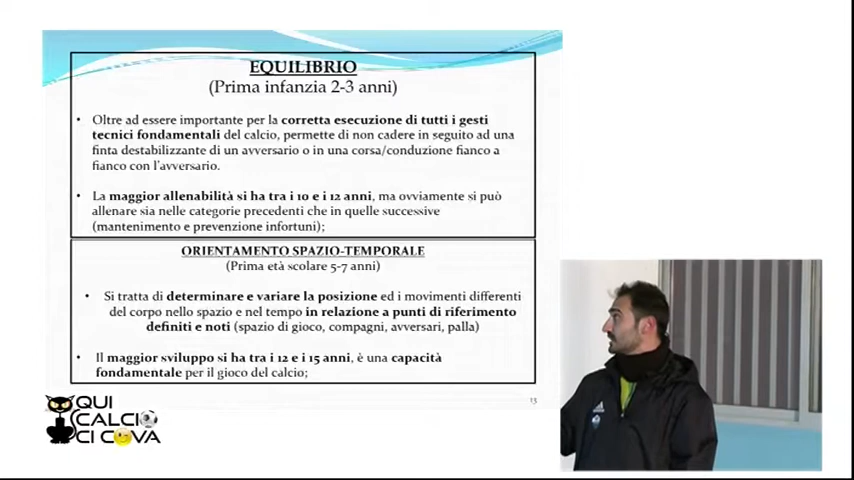 EQUILIBRIO
(Prima infanzia 2-3 anni)
• Oltre ad essere importante per la corretta esecuzione di tutti i gesti
tecnici fondamentali del calcio, permette di non cadere in seguito ad una
finta destabilizzante di un avversario o in una corsa/conduzione fianco a
fianco con l'avversario.
• La maggior allenabilità si ha tra i 10 e i 12 anni, ma ovviamente si può
allenare sia nelle categorie precedenti che in quelle successive
(mantenimento e prevenzione infortuni);
ORIENTAMENTO SPAZIO-TEMPORALE
(Prima età scolare 5-7 anni)
• Si tratta di determinare e variare la posizione ed i movimenti differenti
del corpo nello spazio e nel tempo in relazione a punti di riferimento
definiti e noti (spazio di gioco, compagni, avversari, palla)
• Il maggior sviluppo si ha tra i 12 e i 15 anni, è una capacità
fondamentale per il gioco del calcio;
13
QUI
CALCIO
CI COVA